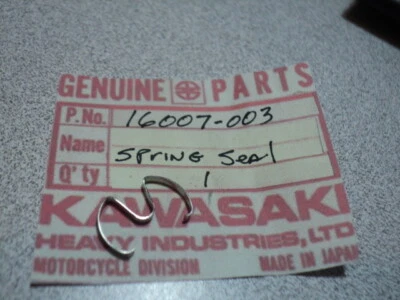 GENUINE PARTS
P.No. 16007-003
Name Spring Seal
Q'ty 1
KAWASAKI
HEAVY INDUSTRIES, LTD
MOTORCYCLE DIVISION MADE IN JAPAN